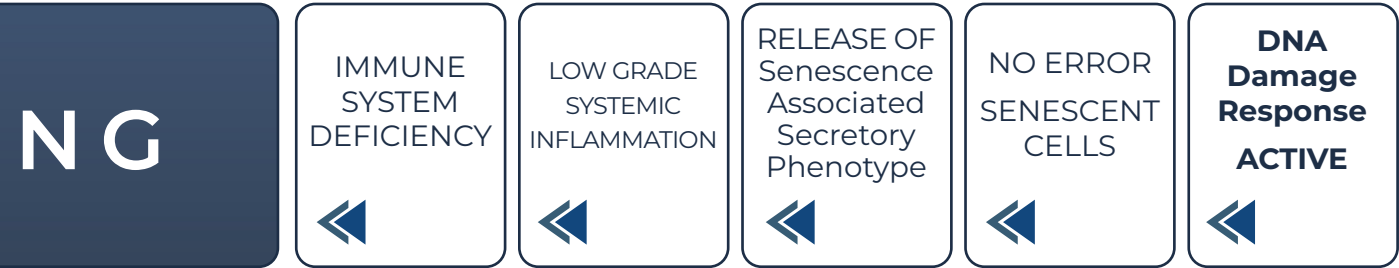 NG
IMMUNE
SYSTEM
DEFICIENCY
LOW GRADE
SYSTEMIC
INFLAMMATION
RELEASE OF
Senescence
Associated
Secretory
Phenotype
NO ERROR
SENESCENT
CELLS
DNA
Damage
Response
ACTIVE